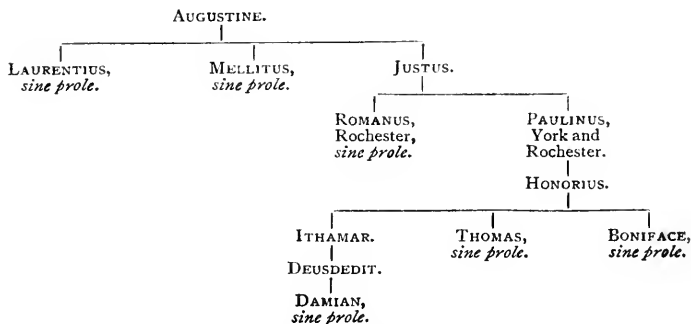 AUGUSTINE.
LAURENTIUS, MELLITUS, JUSTUS.
sine prole. sine prole.
ROMANUS, PAULINUS,
Rochester, York and
sine prole. Rochester.
HONORIUS.
ITHAMAR. THOMAS, BONIFACE,
sine prole. sine prole.
DEUSDEDIT.
DAMIAN,
sine prole.